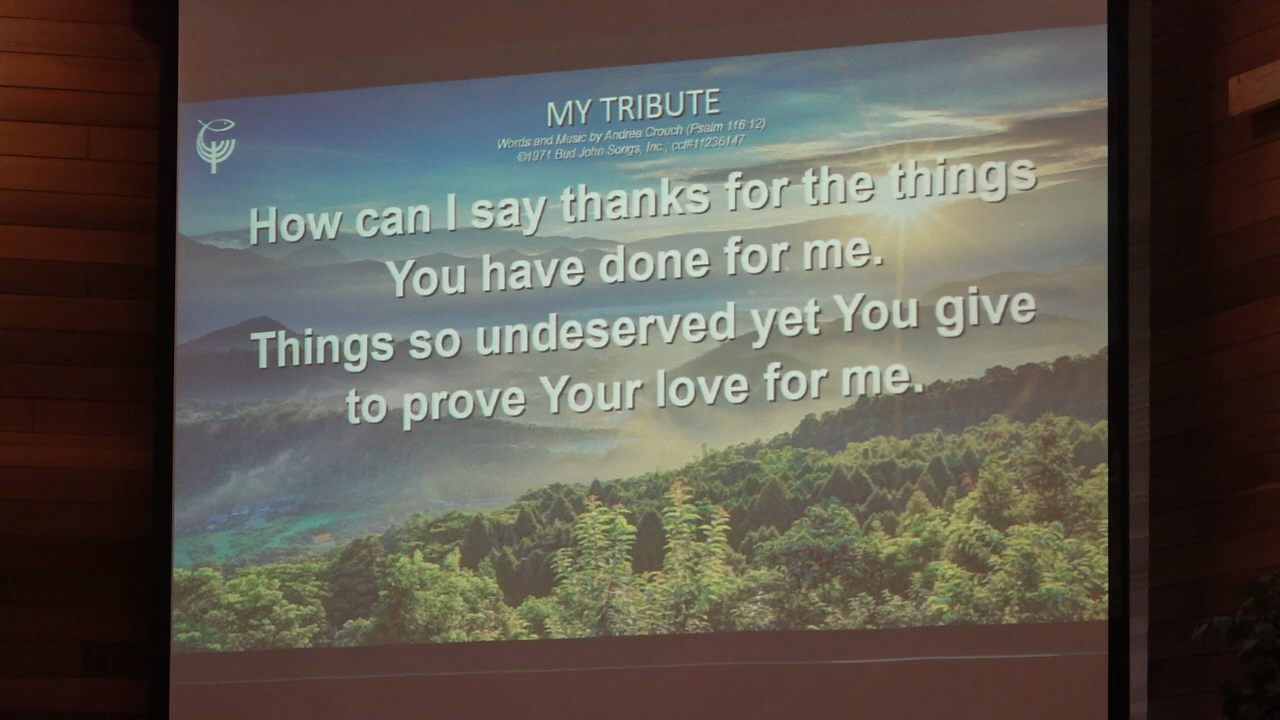 MY TRIBUTE
Words and Music by Andrea Crouch (Psalm 116 12)
©1971 Bud John Songs, Inc.; ccli#11236147
How can I say thanks for the things
You have done for me.
Things so undeserved yet You give
to prove Your love for me.